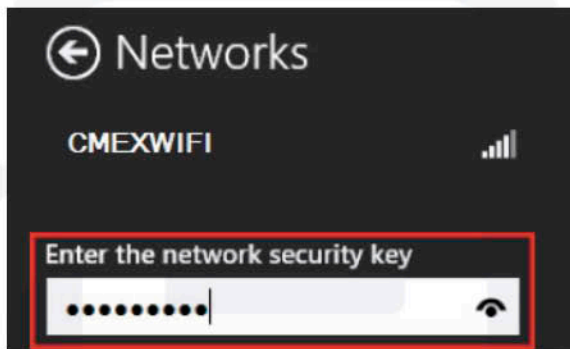 Networks
CMEXWIFI
Enter the network security key
•••••••••